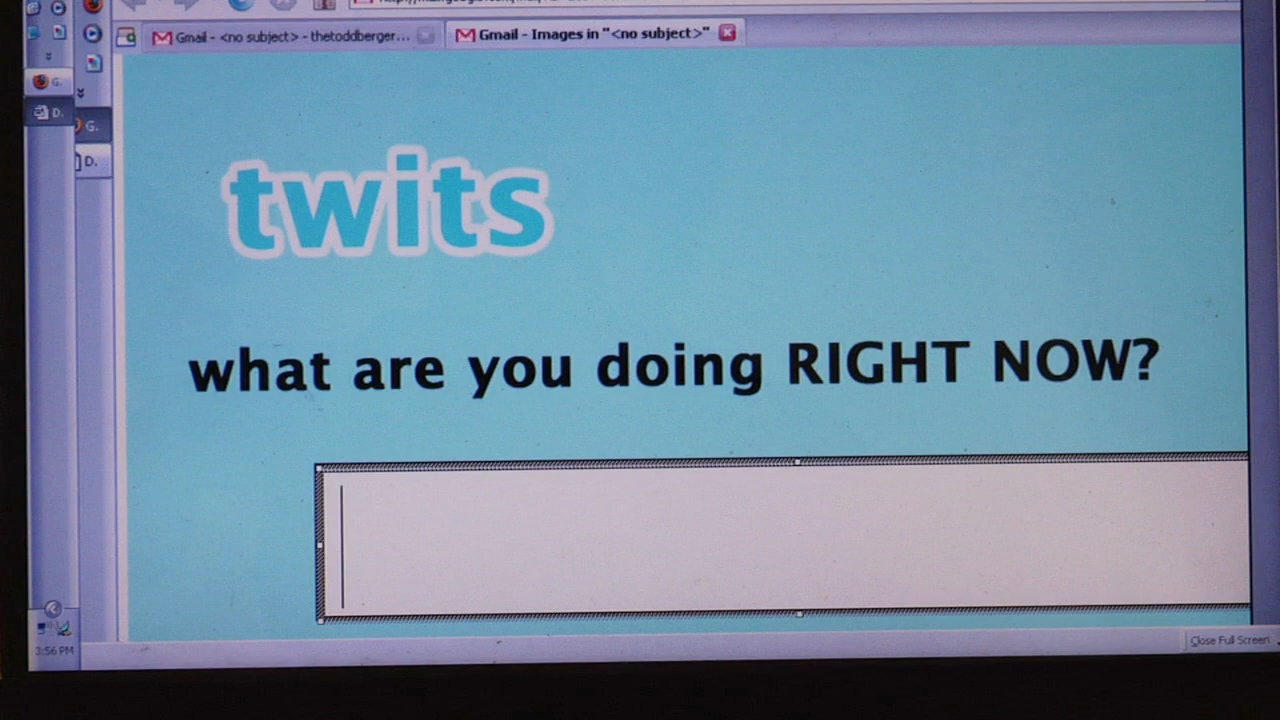 Gmail - <no subject> - thetoddberger...
Gmail - Images in "<no subject>"
G.
D.
G.
D.
twits
what are you doing RIGHT NOW?
3:56 PM
Close Full Screen